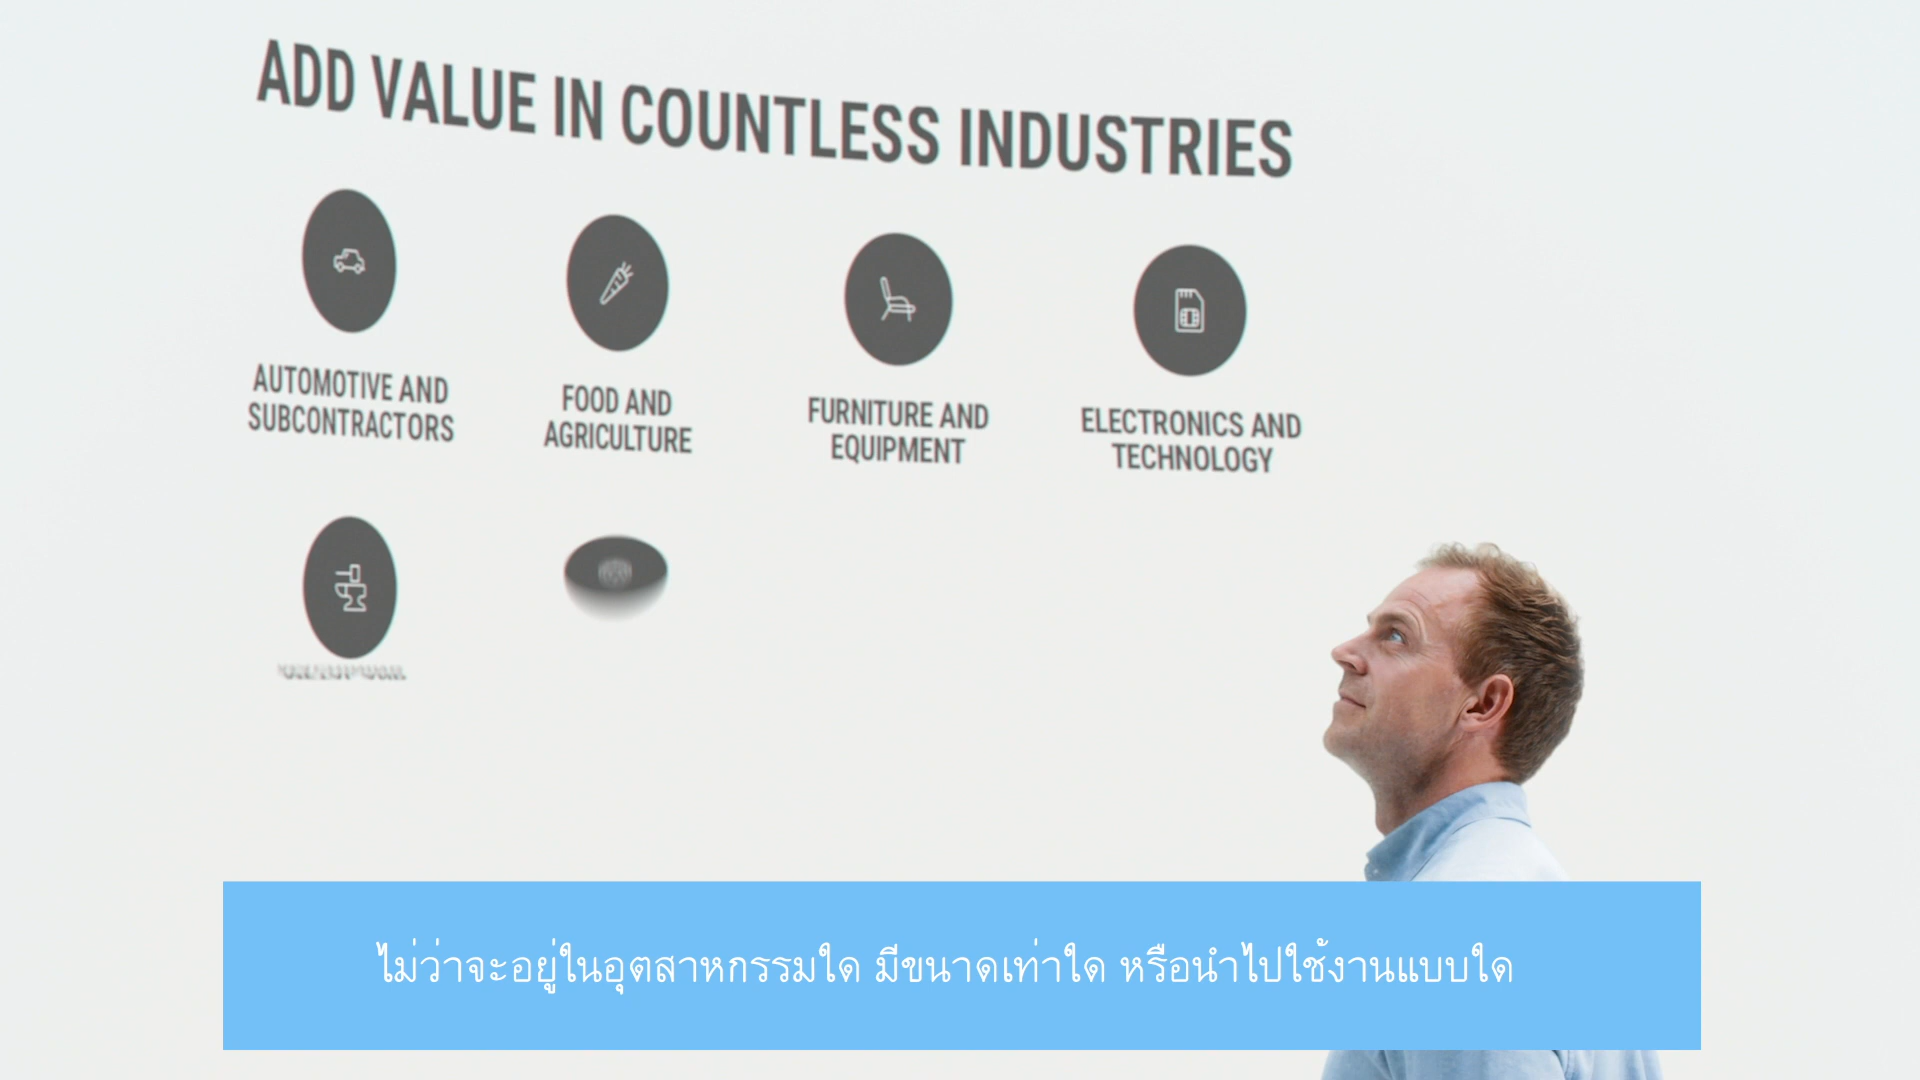 ADD VALUE IN COUNTLESS INDUSTRIES
AUTOMOTIVE AND
SUBCONTRACTORS
FOOD AND
AGRICULTURE
FURNITURE AND
EQUIPMENT
ELECTRONICS AND
TECHNOLOGY
ไม่ว่าจะอยู่ในอุตสาหกรรมใด มีขนาดเท่าใด หรือนำไปใช้งานแบบใด